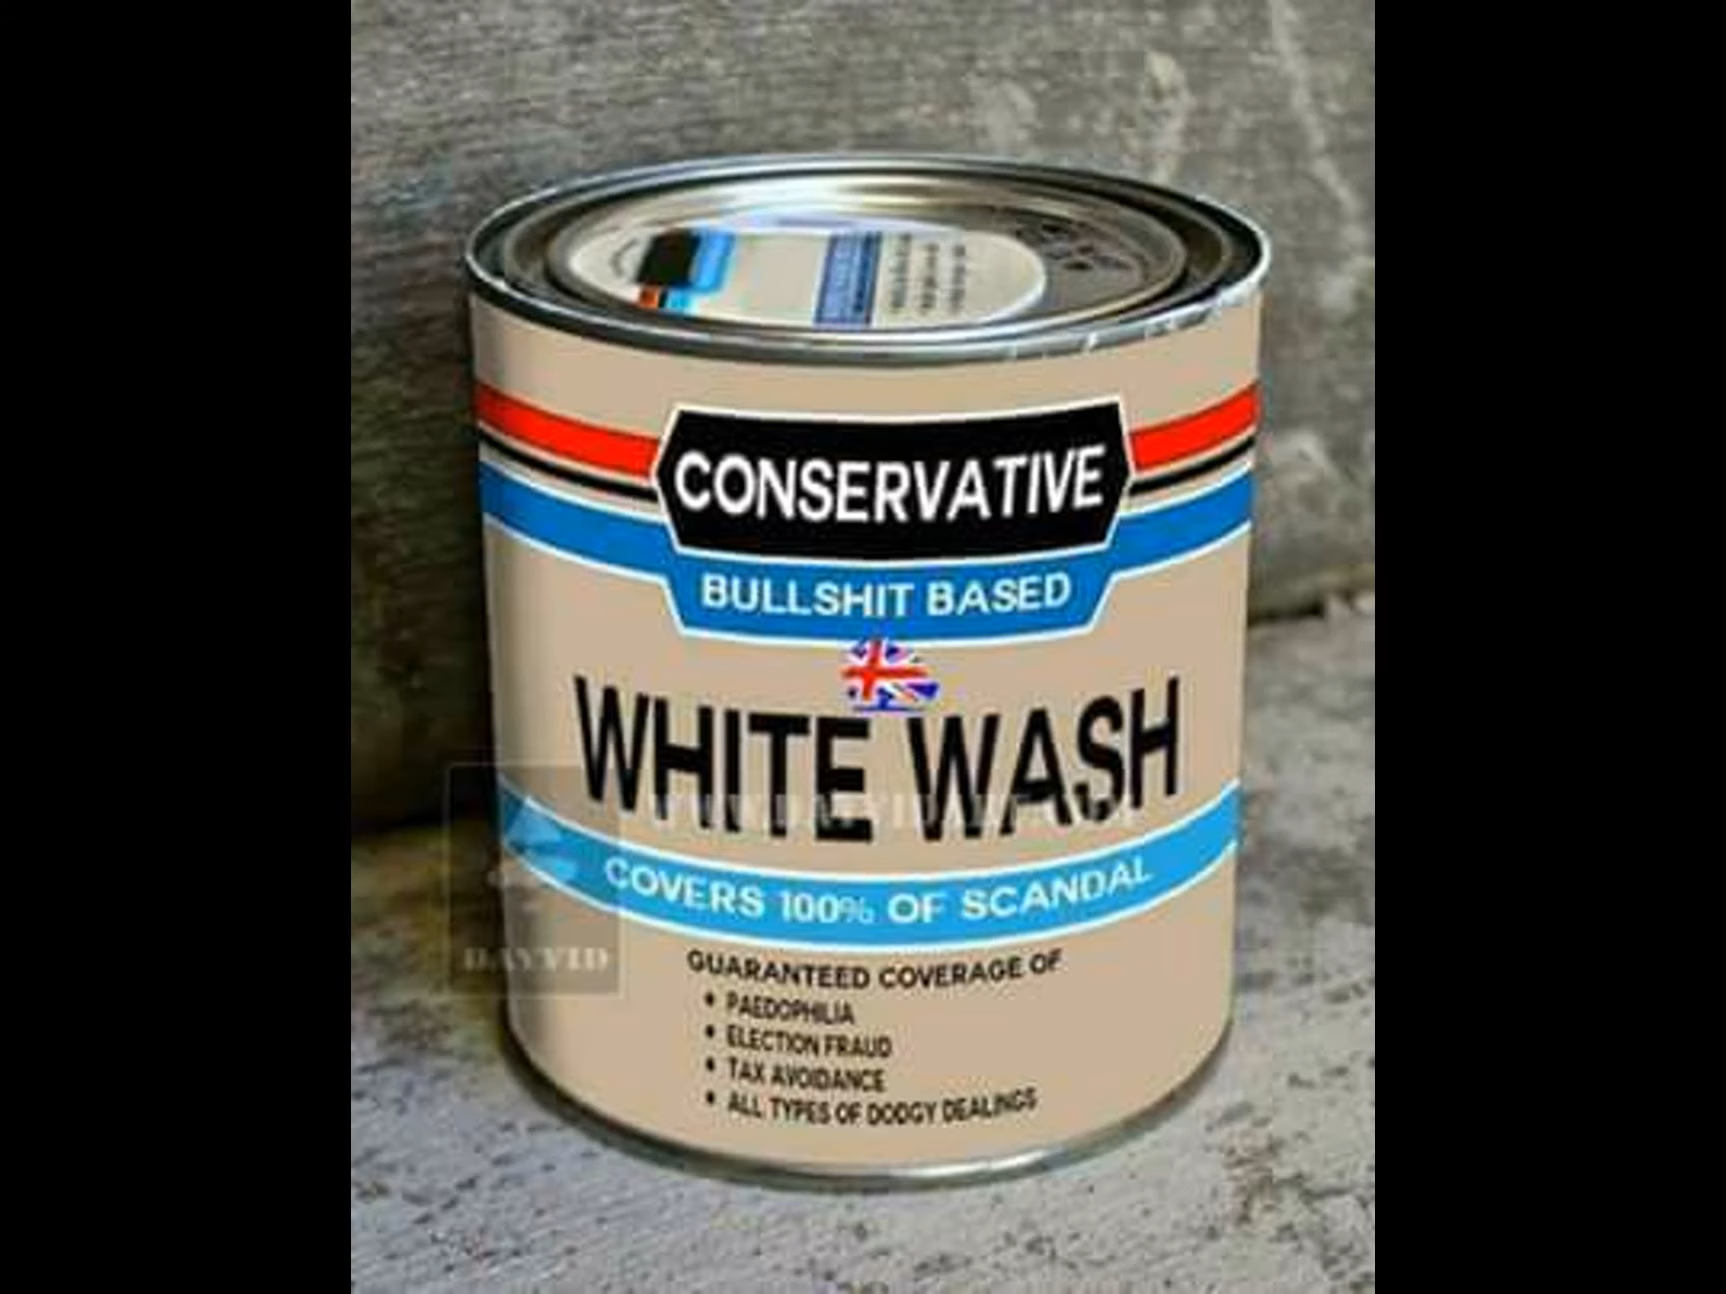 CONSERVATIVE
BULLSHIT BASED
WHITE WASH
COVERS 100% OF SCANDAL
GUARANTEED COVERAGE OF
• PAEDOPHILIA
• ELECTION FRAUD
• TAX AVOIDANCE
• ALL TYPES OF DODGY DEALINGS
DAYVID